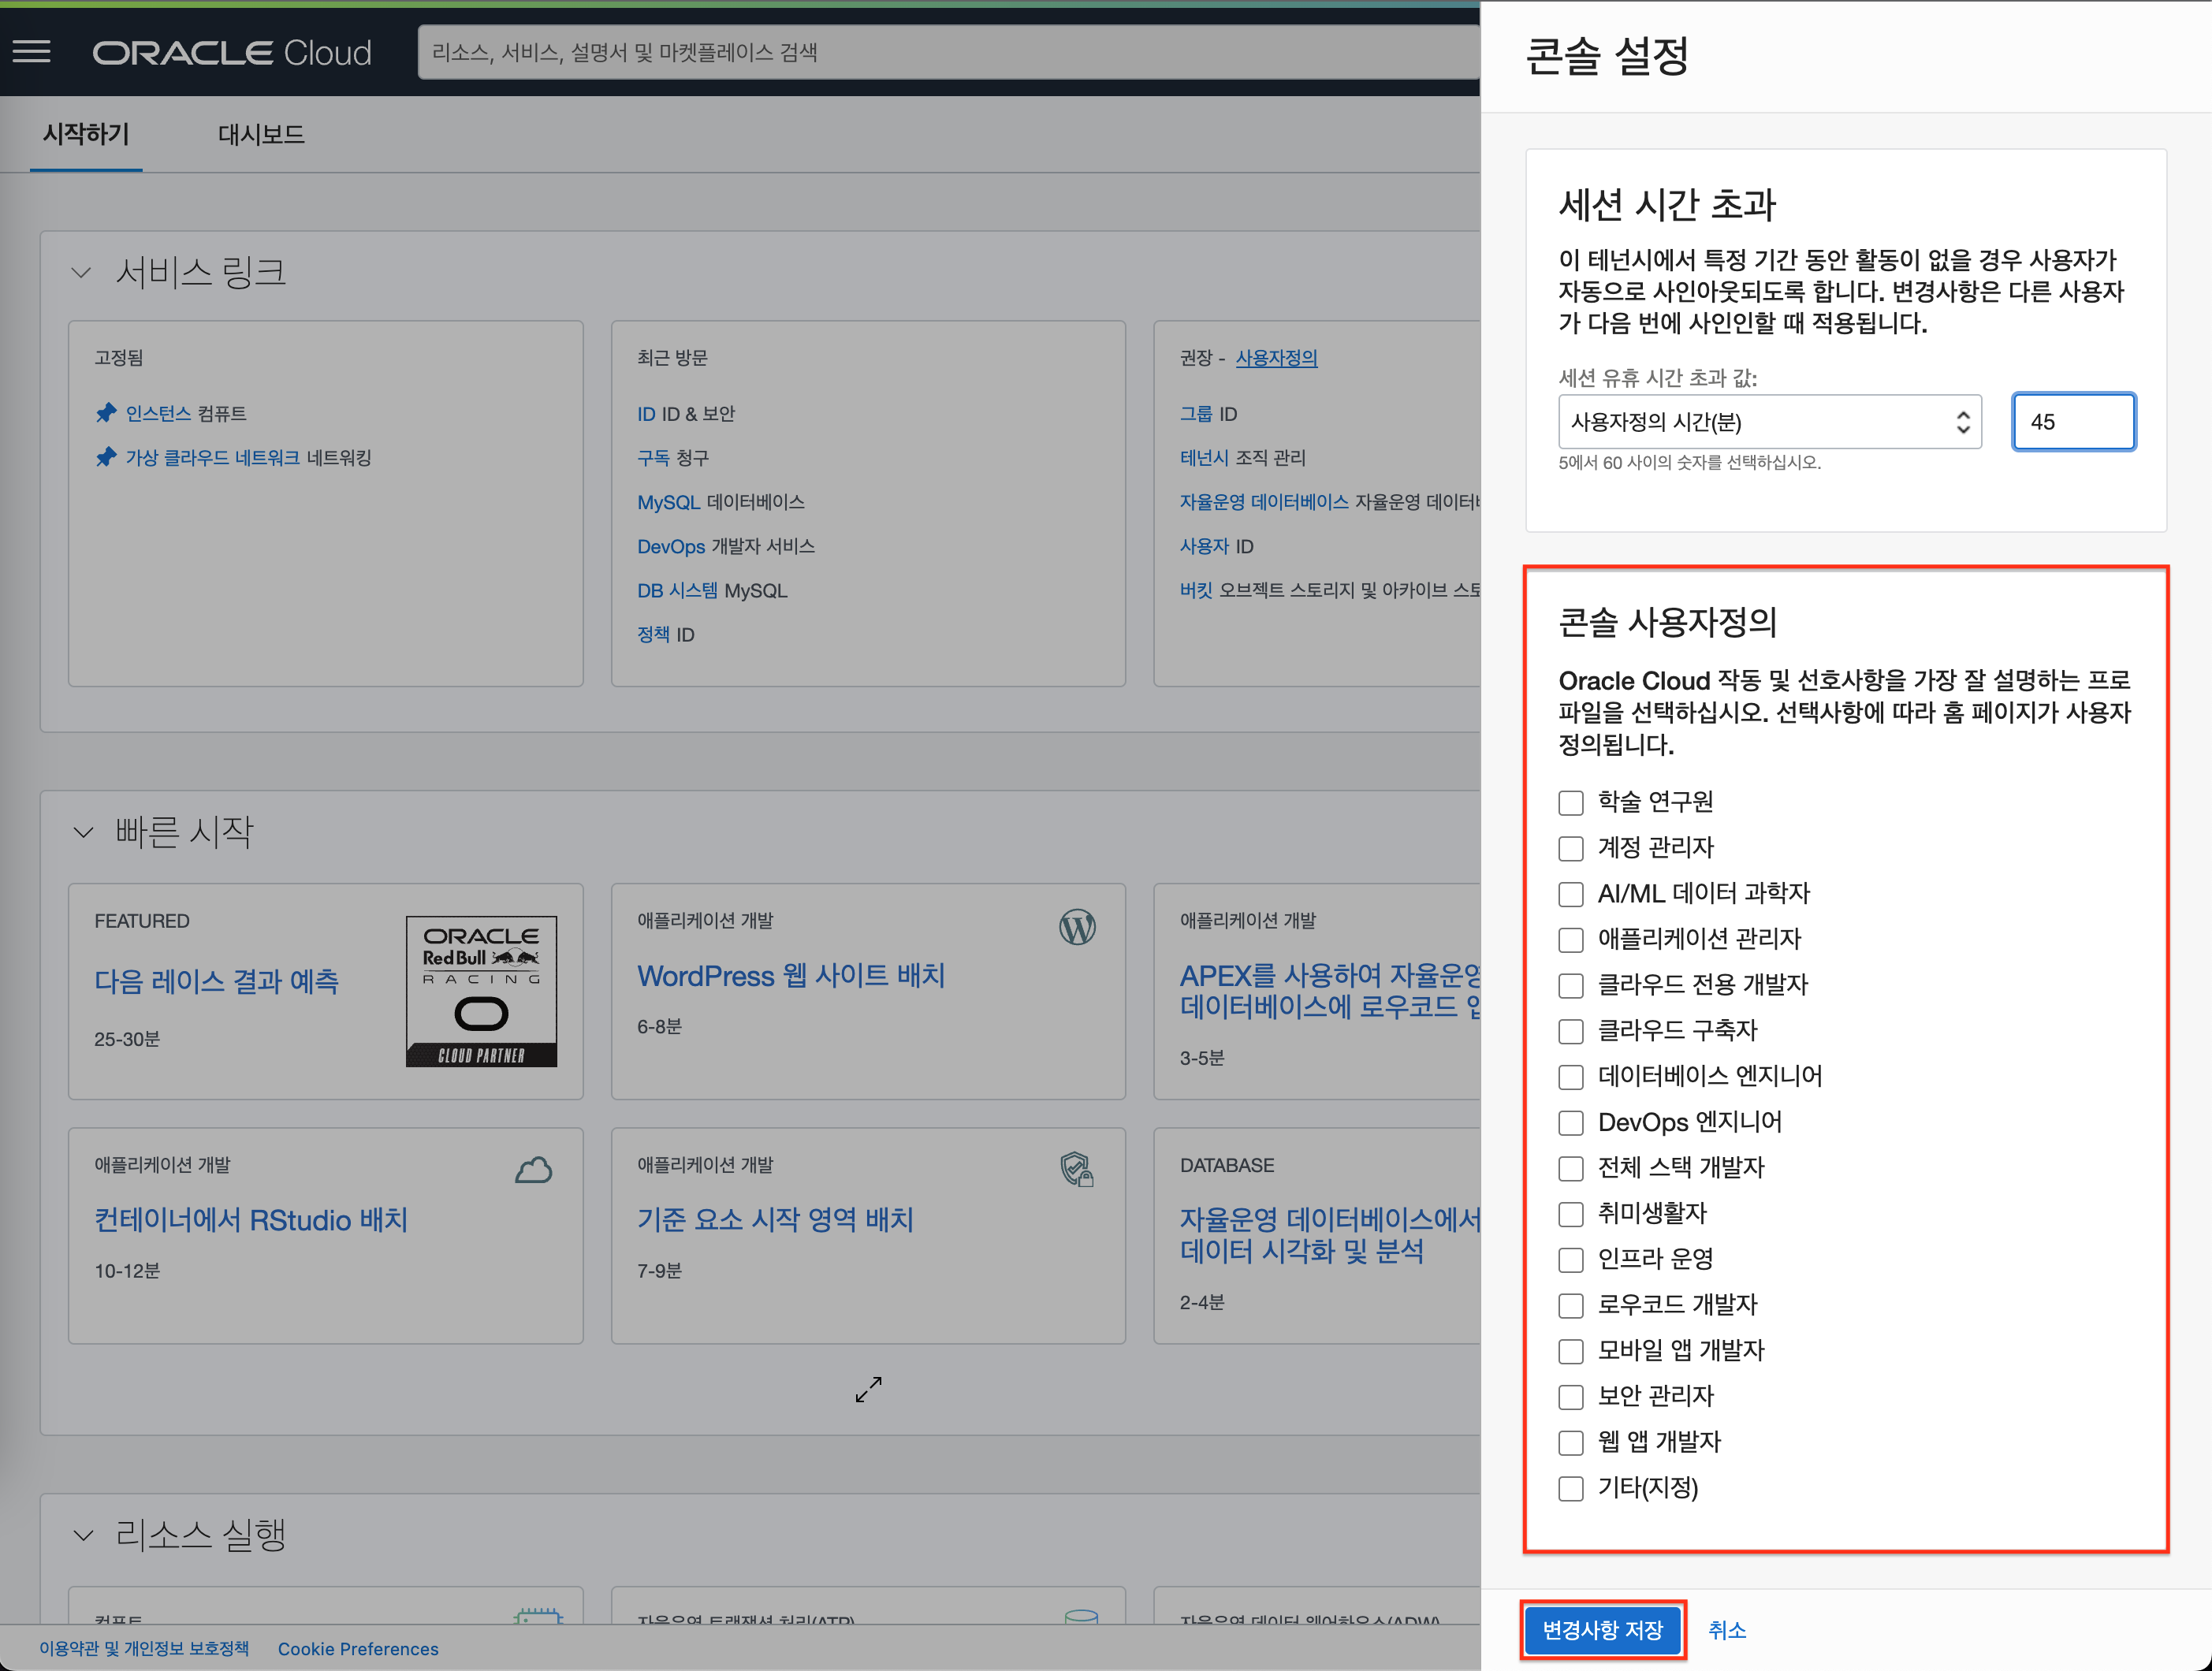 ORACLE Cloud
리소스, 서비스, 설명서 및 마켓플레이스 검색
시작하기
대시보드
서비스 링크
고정됨
인스턴스 컴퓨트
가상 클라우드 네트워크 네트워킹
최근 방문
ID ID & 보안
구독 청구
MySQL 데이터베이스
DevOps 개발자 서비스
DB 시스템 MySQL
정책 ID
권장 - 사용자정의
그룹 ID
테넌시 조직 관리
자율운영 데이터베이스 자율운영 데이터
사용자 ID
버킷 오브젝트 스토리지 및 아카이브 스토
빠른 시작
FEATURED
다음 레이스 결과 예측
25-30분
ORACLE
Red Bull
RACING
CLOUD PARTNER
애플리케이션 개발
WordPress 웹 사이트 배치
6-8분
애플리케이션 개발
APEX를 사용하여 자율운영
데이터베이스에 로우코드
3-5분
애플리케이션 개발
컨테이너에서 RStudio 배치
10-12분
애플리케이션 개발
기준 요소 시작 영역 배치
7-9분
DATABASE
자율운영 데이터베이스에서
데이터 시각화 및 분석
2-4분
리소스 실행
컴퓨트
자율운영 트랜잭션 처리(ATP)
자율운영 데이터 웨어하우스(ADW)
이용약관 및 개인정보 보호정책
Cookie Preferences
콘솔 설정
세션 시간 초과
이 테넌시에서 특정 기간 동안 활동이 없을 경우 사용자가
자동으로 사인아웃되도록 합니다. 변경사항은 다른 사용자
가 다음 번에 사인인할 때 적용됩니다.
세션 유휴 시간 초과 값:
사용자정의 시간(분)
45
5에서 60 사이의 숫자를 선택하십시오.
콘솔 사용자정의
Oracle Cloud 작동 및 선호사항을 가장 잘 설명하는 프로
파일을 선택하십시오. 선택사항에 따라 홈 페이지가 사용자
정의됩니다.
학술 연구원
계정 관리자
AI/ML 데이터 과학자
애플리케이션 관리자
클라우드 전용 개발자
클라우드 구축자
데이터베이스 엔지니어
DevOps 엔지니어
전체 스택 개발자
취미생활자
인프라 운영
로우코드 개발자
모바일 앱 개발자
보안 관리자
웹 앱 개발자
기타(지정)
변경사항 저장
취소